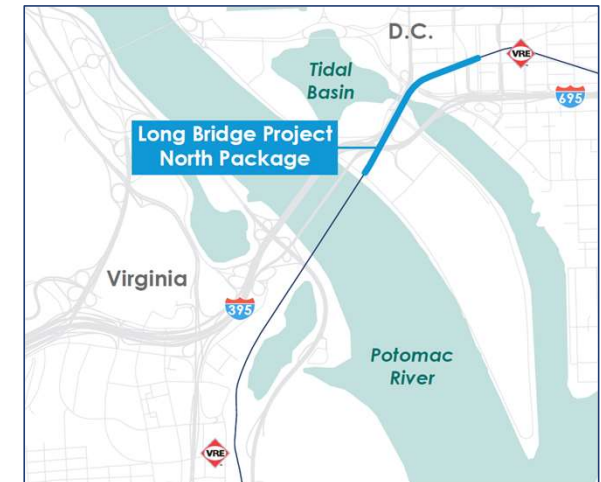 D.C.
VRE
Tidal
Basin
695
Long Bridge Project
North Package
Virginia
395
Potomac
River
VRE